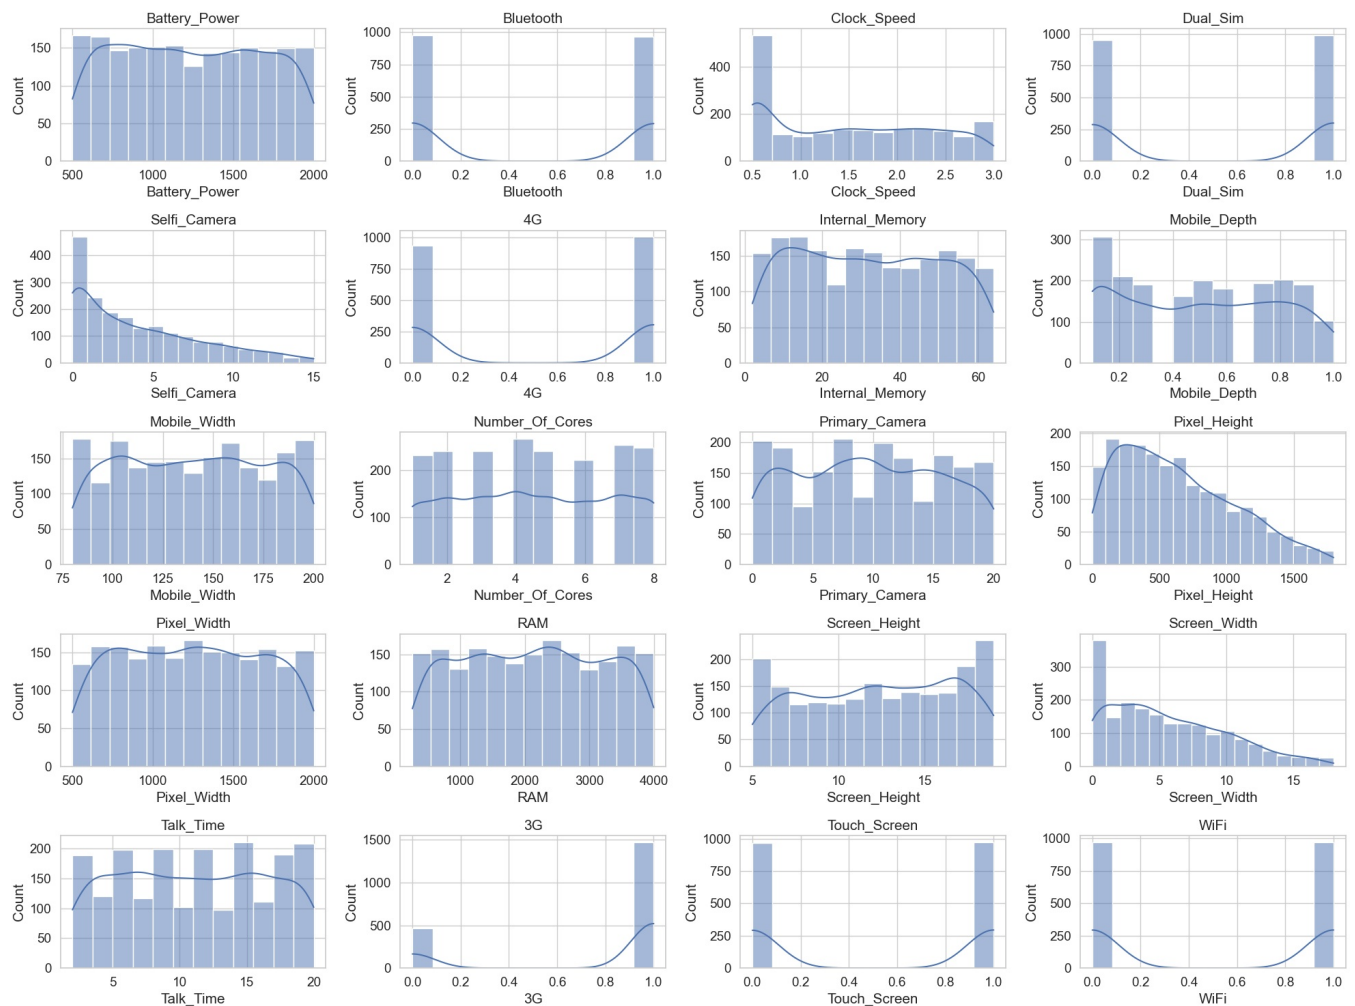 Battery_Power Bluetooth Clock_Speed Dual_Sim
150 100 50 0
Count
500 1000 1500 2000
Battery_Power
1000 750 500 250 0
Count
0.0 0.2 0.4 0.6 0.8 1.0
Bluetooth
400 200 0
Count
0.5 1.0 1.5 2.0 2.5 3.0
Clock_Speed
1000 750 500 250 0
Count
0.0 0.2 0.4 0.6 0.8 1.0
Dual_Sim
Selfi_Camera 4G Internal_Memory Mobile_Depth
400 300 200 100 0
Count
0 5 10 15
Selfi_Camera
1000 750 500 250 0
Count
0.0 0.2 0.4 0.6 0.8 1.0
4G
150 100 50 0
Count
0 20 40 60
Internal_Memory
300 200 100 0
Count
0.2 0.4 0.6 0.8 1.0
Mobile_Depth
Mobile_Width Number_Of_Cores Primary_Camera Pixel_Height
150 100 50 0
Count
75 100 125 150 175 200
Mobile_Width
200 100 0
Count
2 4 6 8
Number_Of_Cores
200 150 100 50 0
Count
0 5 10 15 20
Primary_Camera
200 150 100 50 0
Count
0 500 1000 1500
Pixel_Height
Pixel_Width RAM Screen_Height Screen_Width
150 100 50 0
Count
500 1000 1500 2000
Pixel_Width
150 100 50 0
Count
1000 2000 3000 4000
RAM
200 150 100 50 0
Count
5 10 15
Screen_Height
300 200 100 0
Count
0 5 10 15
Screen_Width
Talk_Time 3G Touch_Screen WiFi
200 150 100 50 0
Count
5 10 15 20
Talk_Time
1500 1000 500 0
Count
0.0 0.2 0.4 0.6 0.8 1.0
3G
1000 750 500 250 0
Count
0.0 0.2 0.4 0.6 0.8 1.0
Touch_Screen
1000 750 500 250 0
Count
0.0 0.2 0.4 0.6 0.8 1.0
WiFi